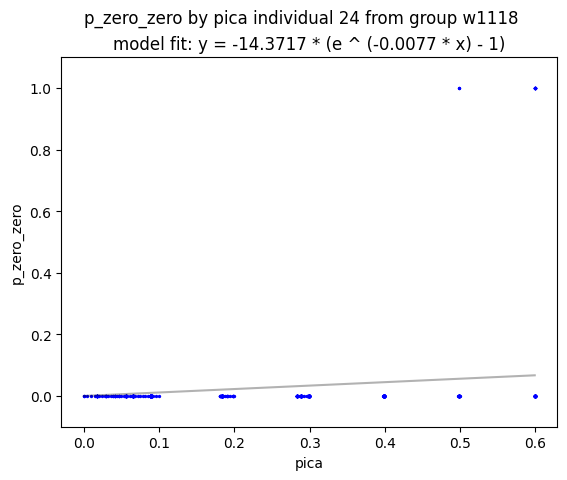 p_zero_zero by pica individual 24 from group w1118
model fit: y = -14.3717 * (e ^ (-0.0077 * x) - 1)
1.0
0.8
0.6
0.4
0.2
0.0
p_zero_zero
0.0 0.1 0.2 0.3 0.4 0.5 0.6
pica